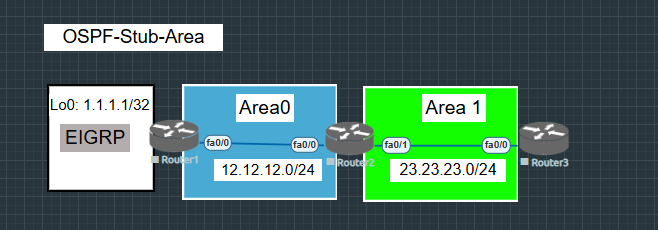 OSPF-Stub-Area
Lo0: 1.1.1.1/32
EIGRP
Router1
Area0
fa0/0
fa0/0
12.12.12.0/24
Router2
Area 1
fa0/1
fa0/0
23.23.23.0/24
Router3